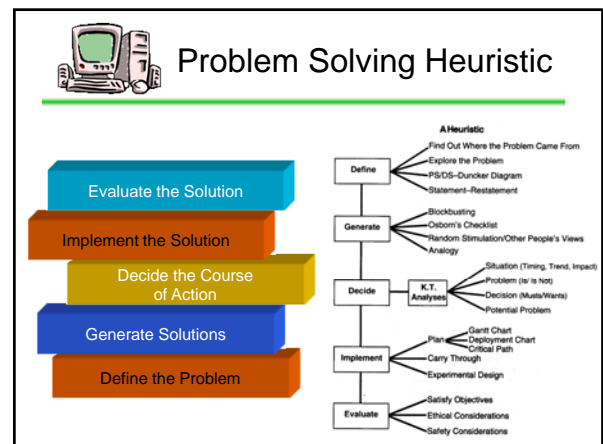 Problem Solving Heuristic
Evaluate the Solution
Implement the Solution
Decide the Course
of Action
Generate Solutions
Define the Problem
A Heuristic
Define
Find Out Where the Problem Came From
Explore the Problem
PS/DS–Duncker Diagram
Statement–Restatement
Generate
Blockbusting
Osborn's Checklist
Random Stimulation/Other People's Views
Analogy
Decide
K.T.
Analyses
Situation (Timing, Trend, Impact)
Problem (Is/ Is Not)
Decision (Musts/Wants)
Potential Problem
Implement
Plan
Gantt Chart
Deployment Chart
Critical Path
Carry Through
Experimental Design
Evaluate
Satisfy Objectives
Ethical Considerations
Safety Considerations